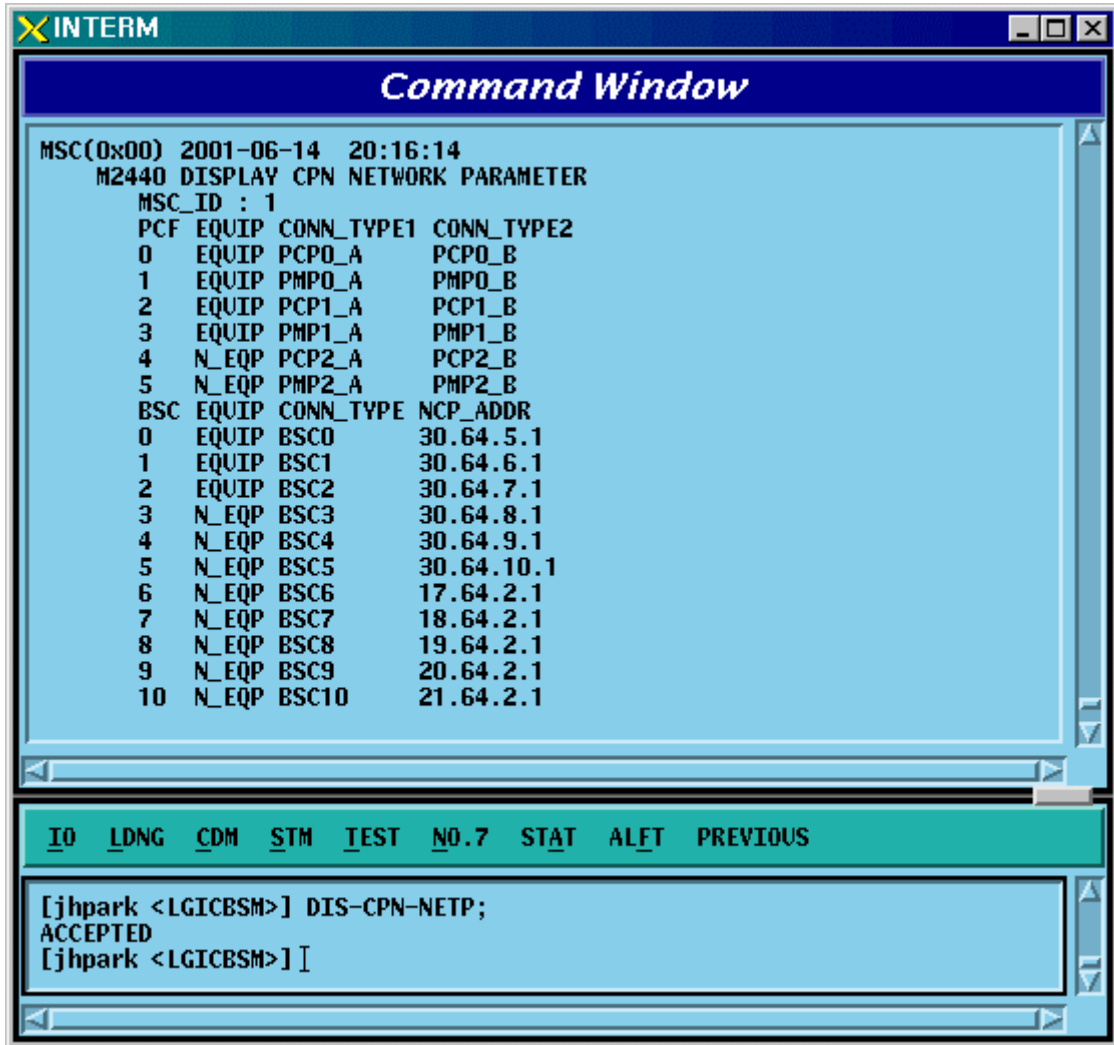 INTERM
Command Window
MSC(0x00) 2001-06-14  20:16:14
M2440 DISPLAY CPN NETWORK PARAMETER
MSC_ID : 1
PCF EQUIP CONN_TYPE1 CONN_TYPE2
0 EQUIP PCP0_A PCP0_B
1 EQUIP PMP0_A PMP0_B
2 EQUIP PCP1_A PCP1_B
3 EQUIP PMP1_A PMP1_B
4 N_EQP PCP2_A PCP2_B
5 N_EQP PMP2_A PMP2_B
BSC EQUIP CONN_TYPE NCP_ADDR
0 EQUIP BSC0 30.64.5.1
1 EQUIP BSC1 30.64.6.1
2 EQUIP BSC2 30.64.7.1
3 N_EQP BSC3 30.64.8.1
4 N_EQP BSC4 30.64.9.1
5 N_EQP BSC5 30.64.10.1
6 N_EQP BSC6 17.64.2.1
7 N_EQP BSC7 18.64.2.1
8 N_EQP BSC8 19.64.2.1
9 N_EQP BSC9 20.64.2.1
10 N_EQP BSC10 21.64.2.1
IO LDNG CDM STM TEST NO.7 STAT ALFT PREVIOUS
[jhpark <LGICBSM>] DIS-CPN-NETP;
ACCEPTED
[jhpark <LGICBSM>]